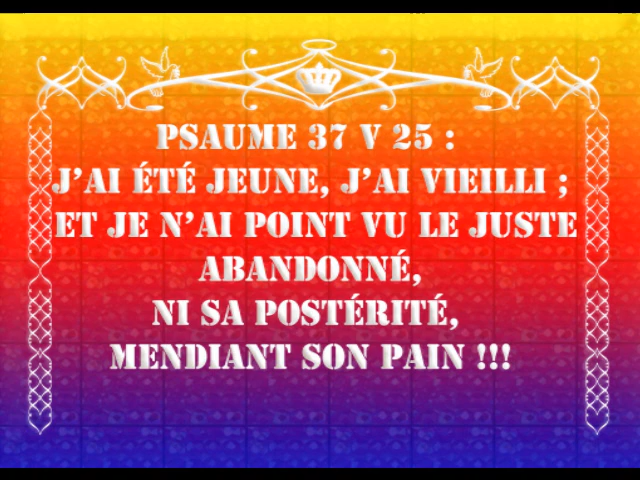 PSAUME 37 V 25 :
J'AI ÉTÉ JEUNE, J'AI VIEILLI ;
ET JE N'AI POINT VU LE JUSTE
ABANDONNÉ,
NI SA POSTÉRITÉ,
MENDIANT SON PAIN !!!